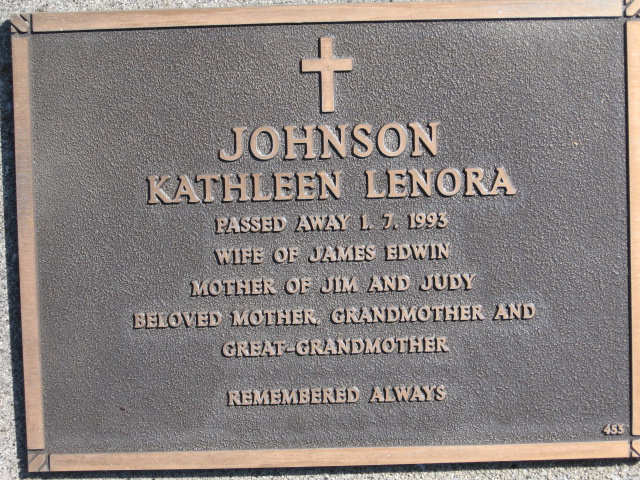 JOHNSON
KATHLEEN LENORA
PASSED AWAY 1. 7. 1993
WIFE OF JAMES EDWIN
MOTHER OF JIM AND JUDY
BELOVED MOTHER, GRANDMOTHER AND
GREAT-GRANDMOTHER
REMEMBERED ALWAYS
453